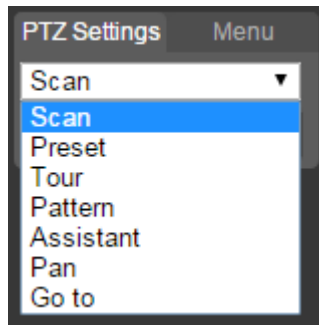 PTZ Settings Menu
Scan
Scan
Preset
Tour
Pattern
Assistant
Pan
Go to